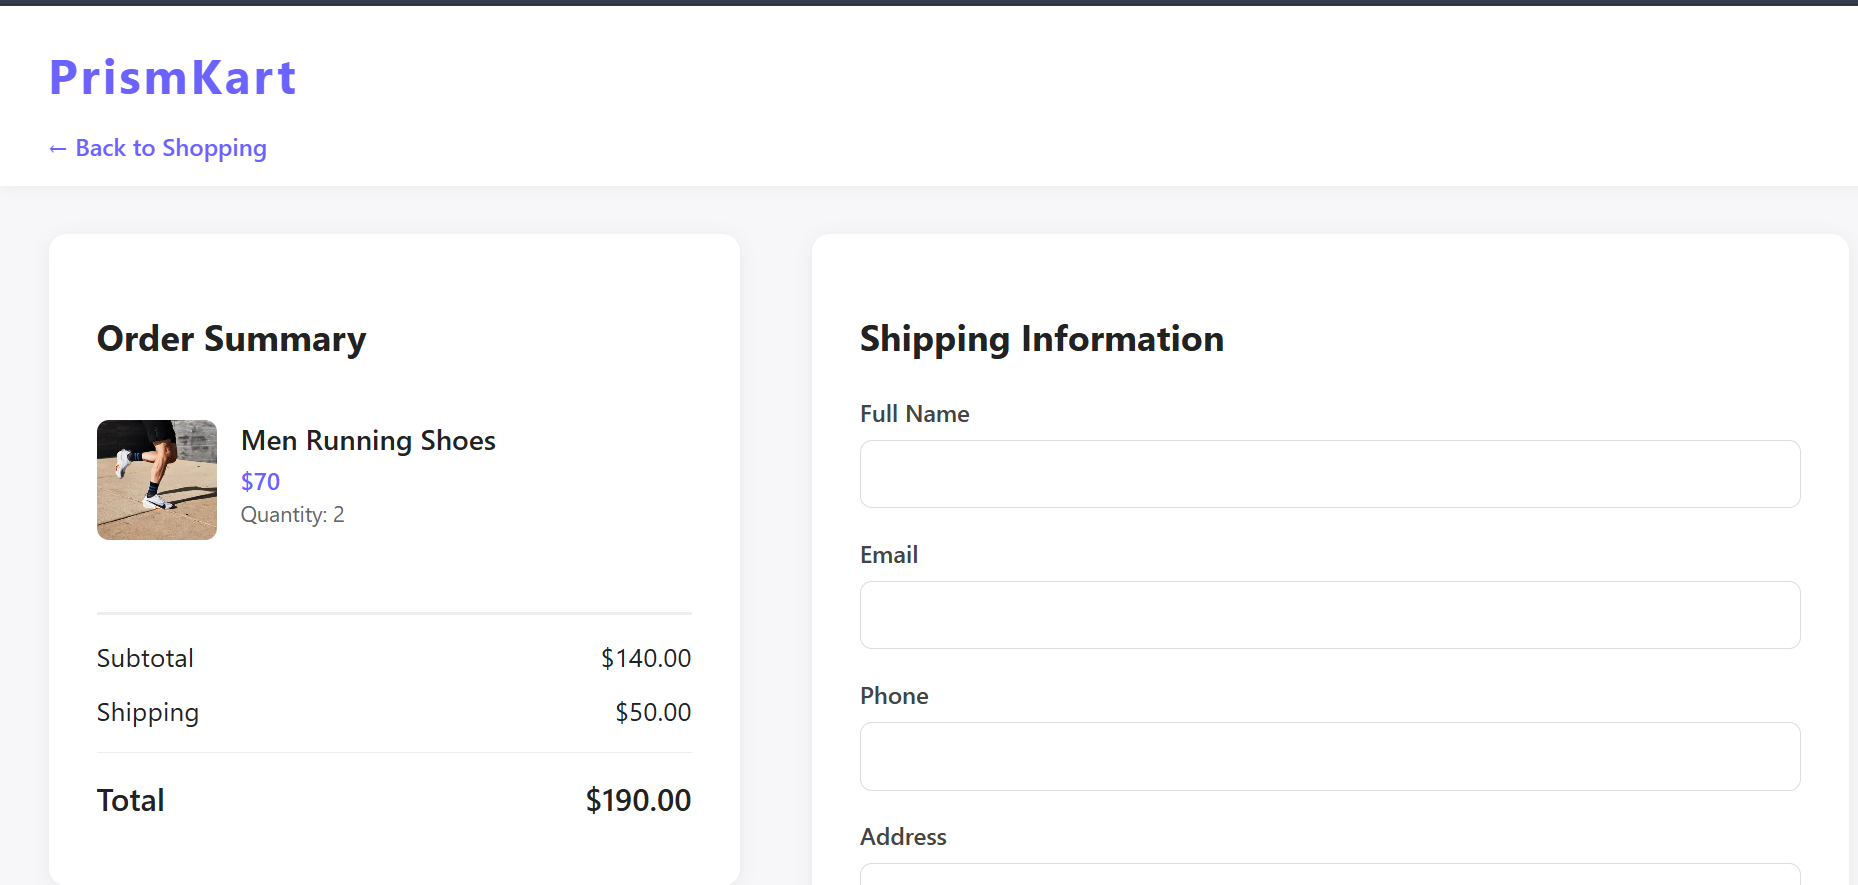 PrismKart
← Back to Shopping
Order Summary
Men Running Shoes
$70
Quantity: 2
Subtotal $140.00
Shipping $50.00
Total $190.00
Shipping Information
Full Name
Email
Phone
Address